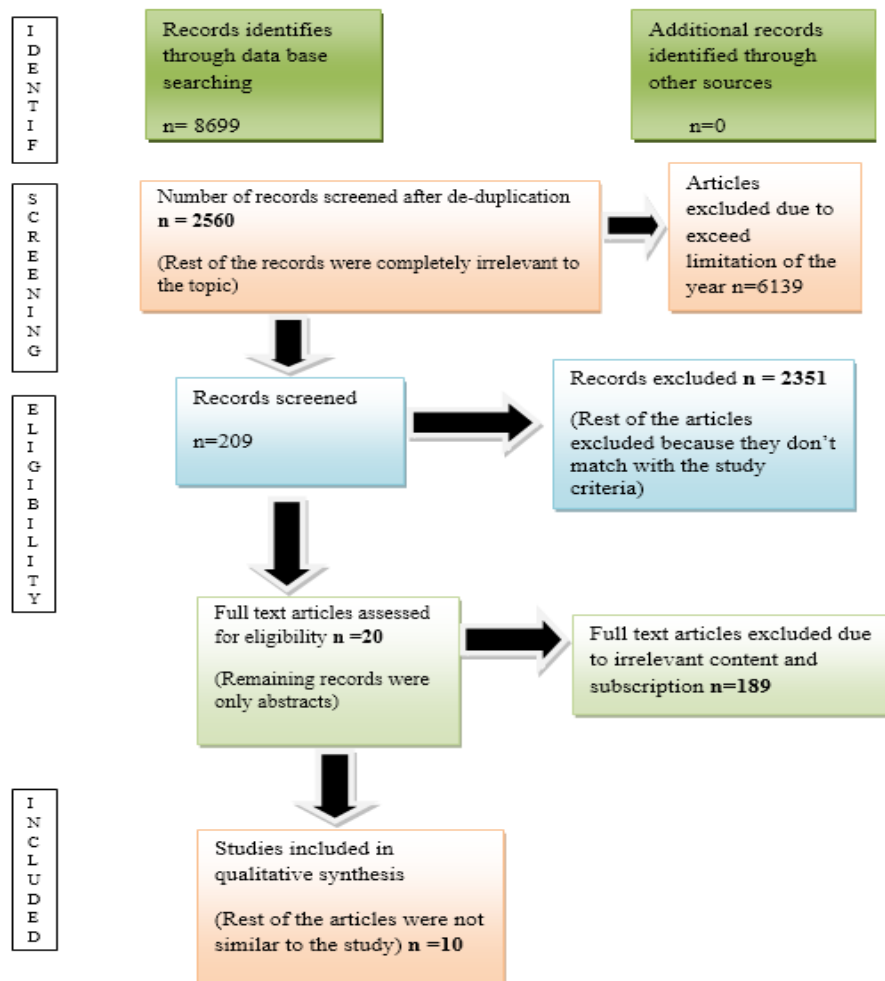 IDENTIF
Records identifies
through data base
searching
n= 8699
Additional records
identified through
other sources
n=0
SCREENING
Number of records screened after de-duplication
n = 2560
(Rest of the records were completely irrelevant to
the topic)
Articles
excluded due to
exceed
limitation of the
year n=6139
ELIGIBILITY
Records screened
n=209
Records excluded n = 2351
(Rest of the articles
excluded because they don’t
match with the study
criteria)
Full text articles assessed
for eligibility n =20
(Remaining records were
only abstracts)
Full text articles excluded due
to irrelevant content and
subscription n=189
INCLUDED
Studies included in
qualitative synthesis
(Rest of the articles were not
similar to the study) n =10